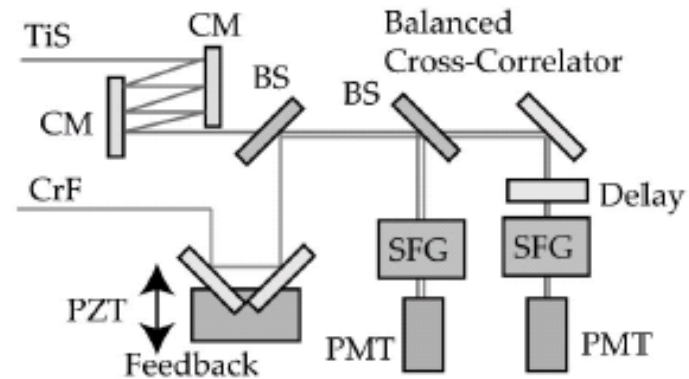 CM
TiS
Balanced
Cross-Correlator
BS
BS
CM
CrF
Delay
SFG
SFG
PZT
PMT
PMT
Feedback